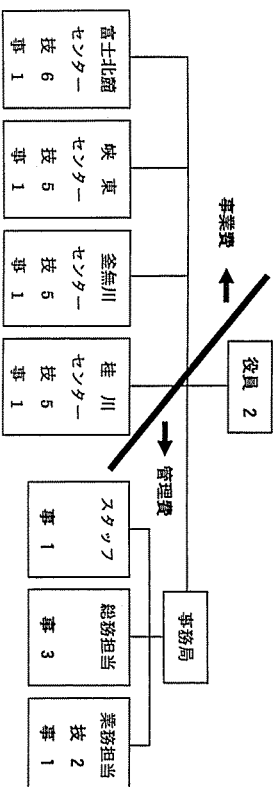 役員 2
事業費
管理費
事務局
富士北麓
センター
技 6
事 1
峡 東
センター
技 5
事 1
釜無川
センター
技 5
事 1
桂 川
センター
技 5
事 1
スタッフ
事 1
総務担当
事 3
業務担当
技 2
事 1